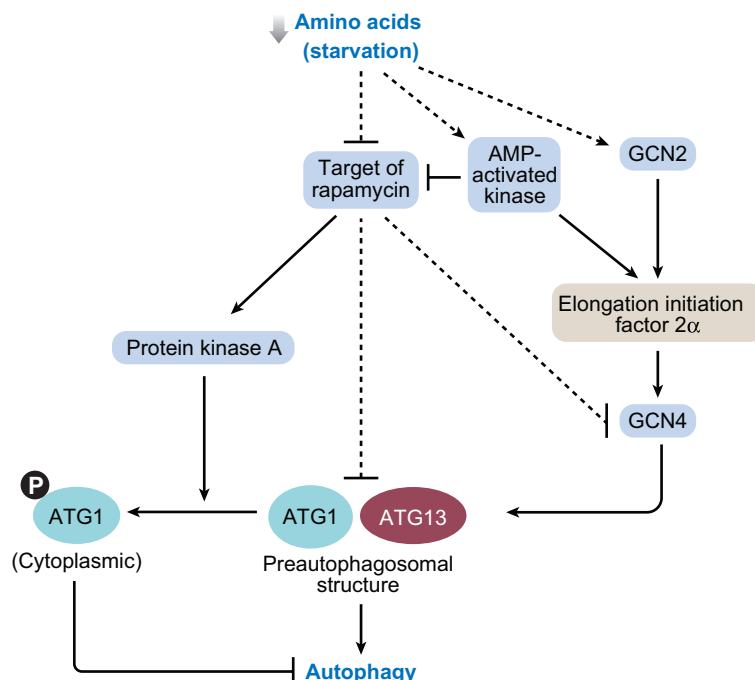 Amino acids
(starvation)
Target of
rapamycin
AMP-
activated
kinase
GCN2
Elongation initiation
factor 2α
Protein kinase A
GCN4
P
ATG1
(Cytoplasmic)
ATG1
ATG13
Preautophagosomal
structure
Autophagy